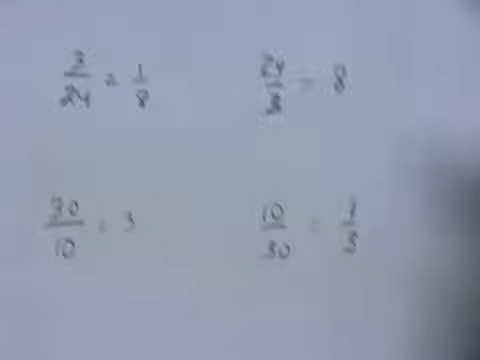 3/24 = 1/8
24/3 = 8
30/10 = 3
10/30 = 1/3